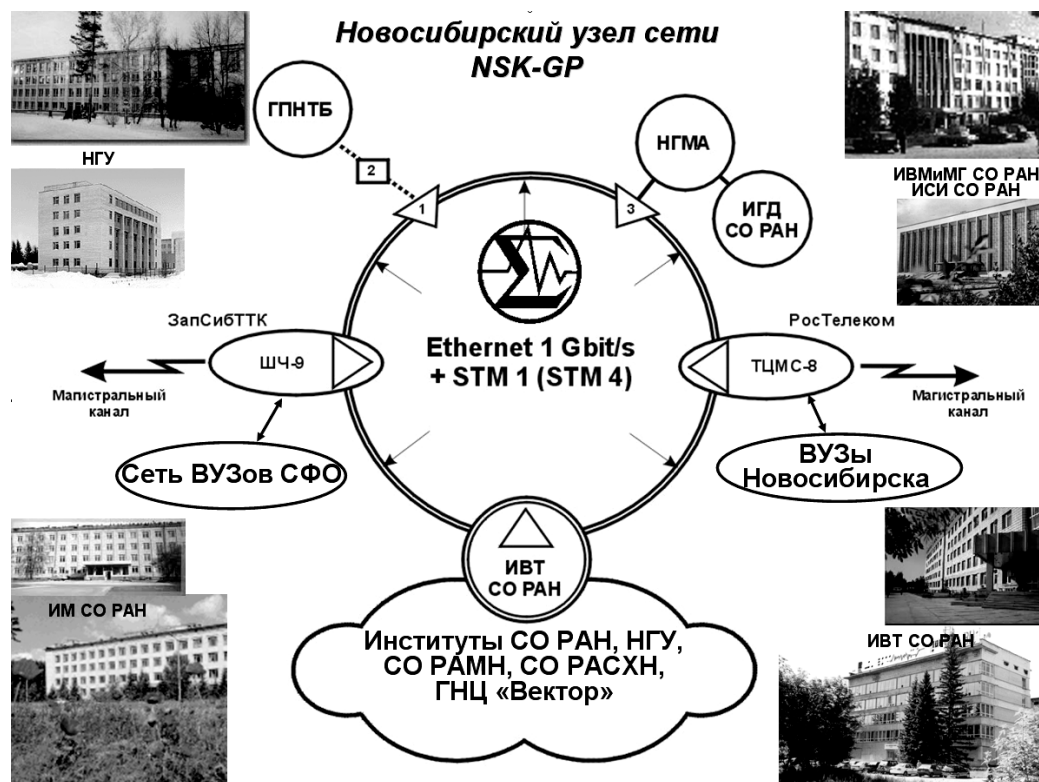 Новосибирский узел сети
NSK-GP
ГПНТБ
НГУ
2
1
НГМА
3
ИГД
СО РАН
ИВМиМГ СО РАН
ИСИ СО РАН
ЗапСибТТК
ШЧ-9
Магистральный
канал
Сеть ВУЗов СФО
Ethernet 1 Gbit/s
+ STM 1 (STM 4)
РосТелеком
ТЦМС-8
Магистральный
канал
ВУЗы
Новосибирска
ИВТ
СО РАН
ИМ СО РАН
Институты СО РАН, НГУ,
СО РАМН, СО РАСХН,
ГНЦ «Вектор»
ИВТ СО РАН